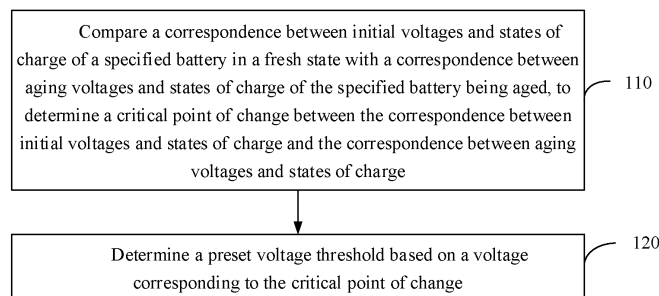 Compare a correspondence between initial voltages and states of
charge of a specified battery in a fresh state with a correspondence between
aging voltages and states of charge of the specified battery being aged, to
determine a critical point of change between the correspondence between
initial voltages and states of charge and the correspondence between aging
voltages and states of charge
110
Determine a preset voltage threshold based on a voltage
corresponding to the critical point of change
120